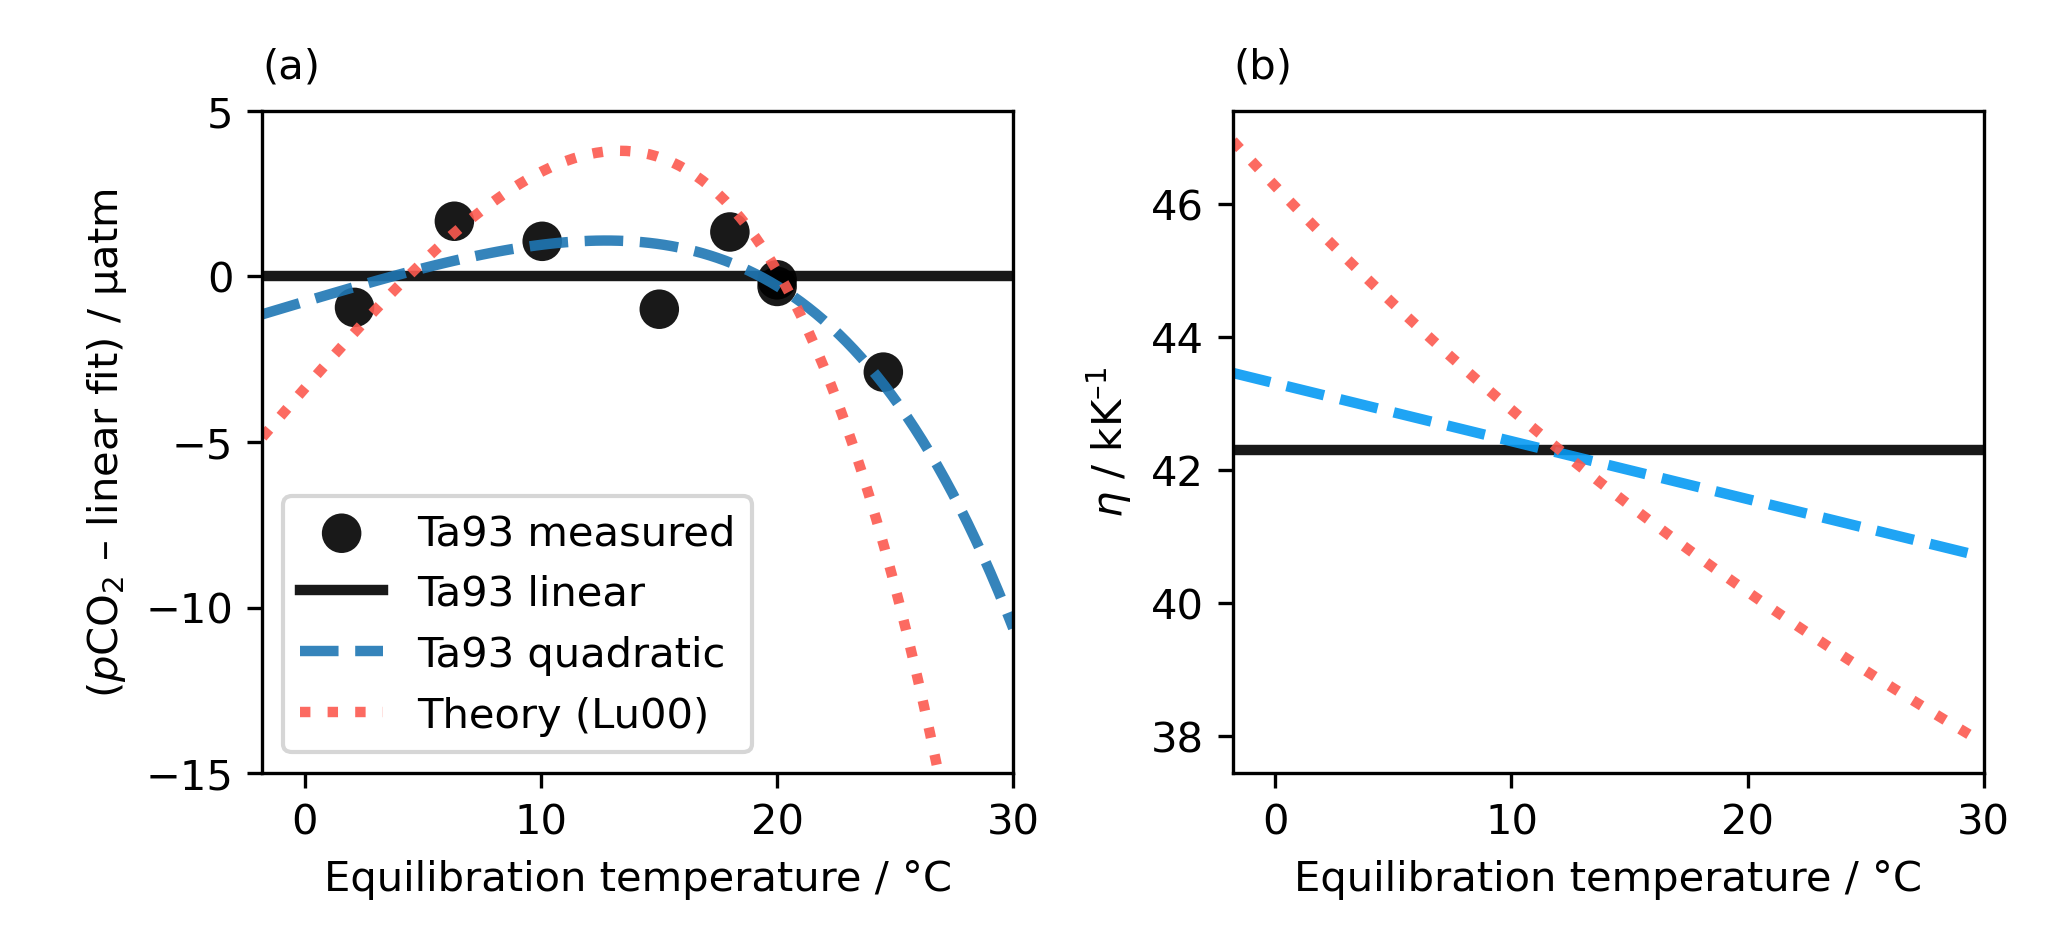 (a)
5
0
−5
−10
−15
(pCO₂ − linear fit) / μatm
Ta93 measured
Ta93 linear
Ta93 quadratic
Theory (Lu00)
0 10 20 30
Equilibration temperature / °C
(b)
46
44
42
40
38
η / kK⁻¹
0 10 20 30
Equilibration temperature / °C